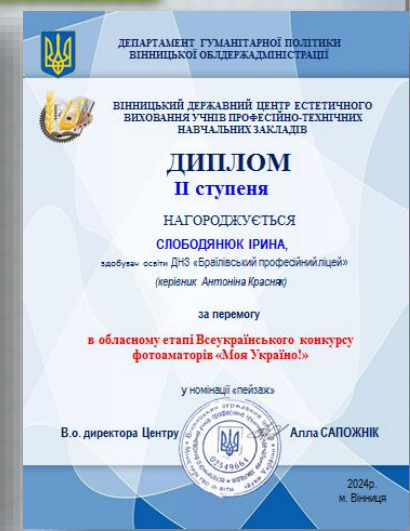 ДЕПАРТАМЕНТ ГУМАНІТАРНОЇ ПОЛІТИКИ
ВІННИЦЬКОЇ ОБЛДЕРЖАДМІНІСТРАЦІЇ
ВІННИЦЬКИЙ ДЕРЖАВНИЙ ЦЕНТР ЕСТЕТИЧНОГО
ВИХОВАННЯ УЧНІВ ПРОФЕСІЙНО-ТЕХНІЧНИХ
НАВЧАЛЬНИХ ЗАКЛАДІВ
ДИПЛОМ
ІІ ступеня
НАГОРОДЖУЄТЬСЯ
СЛОБОДЯНЮК ІРИНА,
здобувач освіти ДНЗ «Браїлівський професійний ліцей»
(керівник Антоніна Красняк)
за перемогу
в обласному етапі Всеукраїнського конкурсу
фотоаматорів «Моя Україно!»
у номінації «пейзаж»
В.о. директора Центру
Алла САПОЖНІК
02549664
2024р.
м. Вінниця